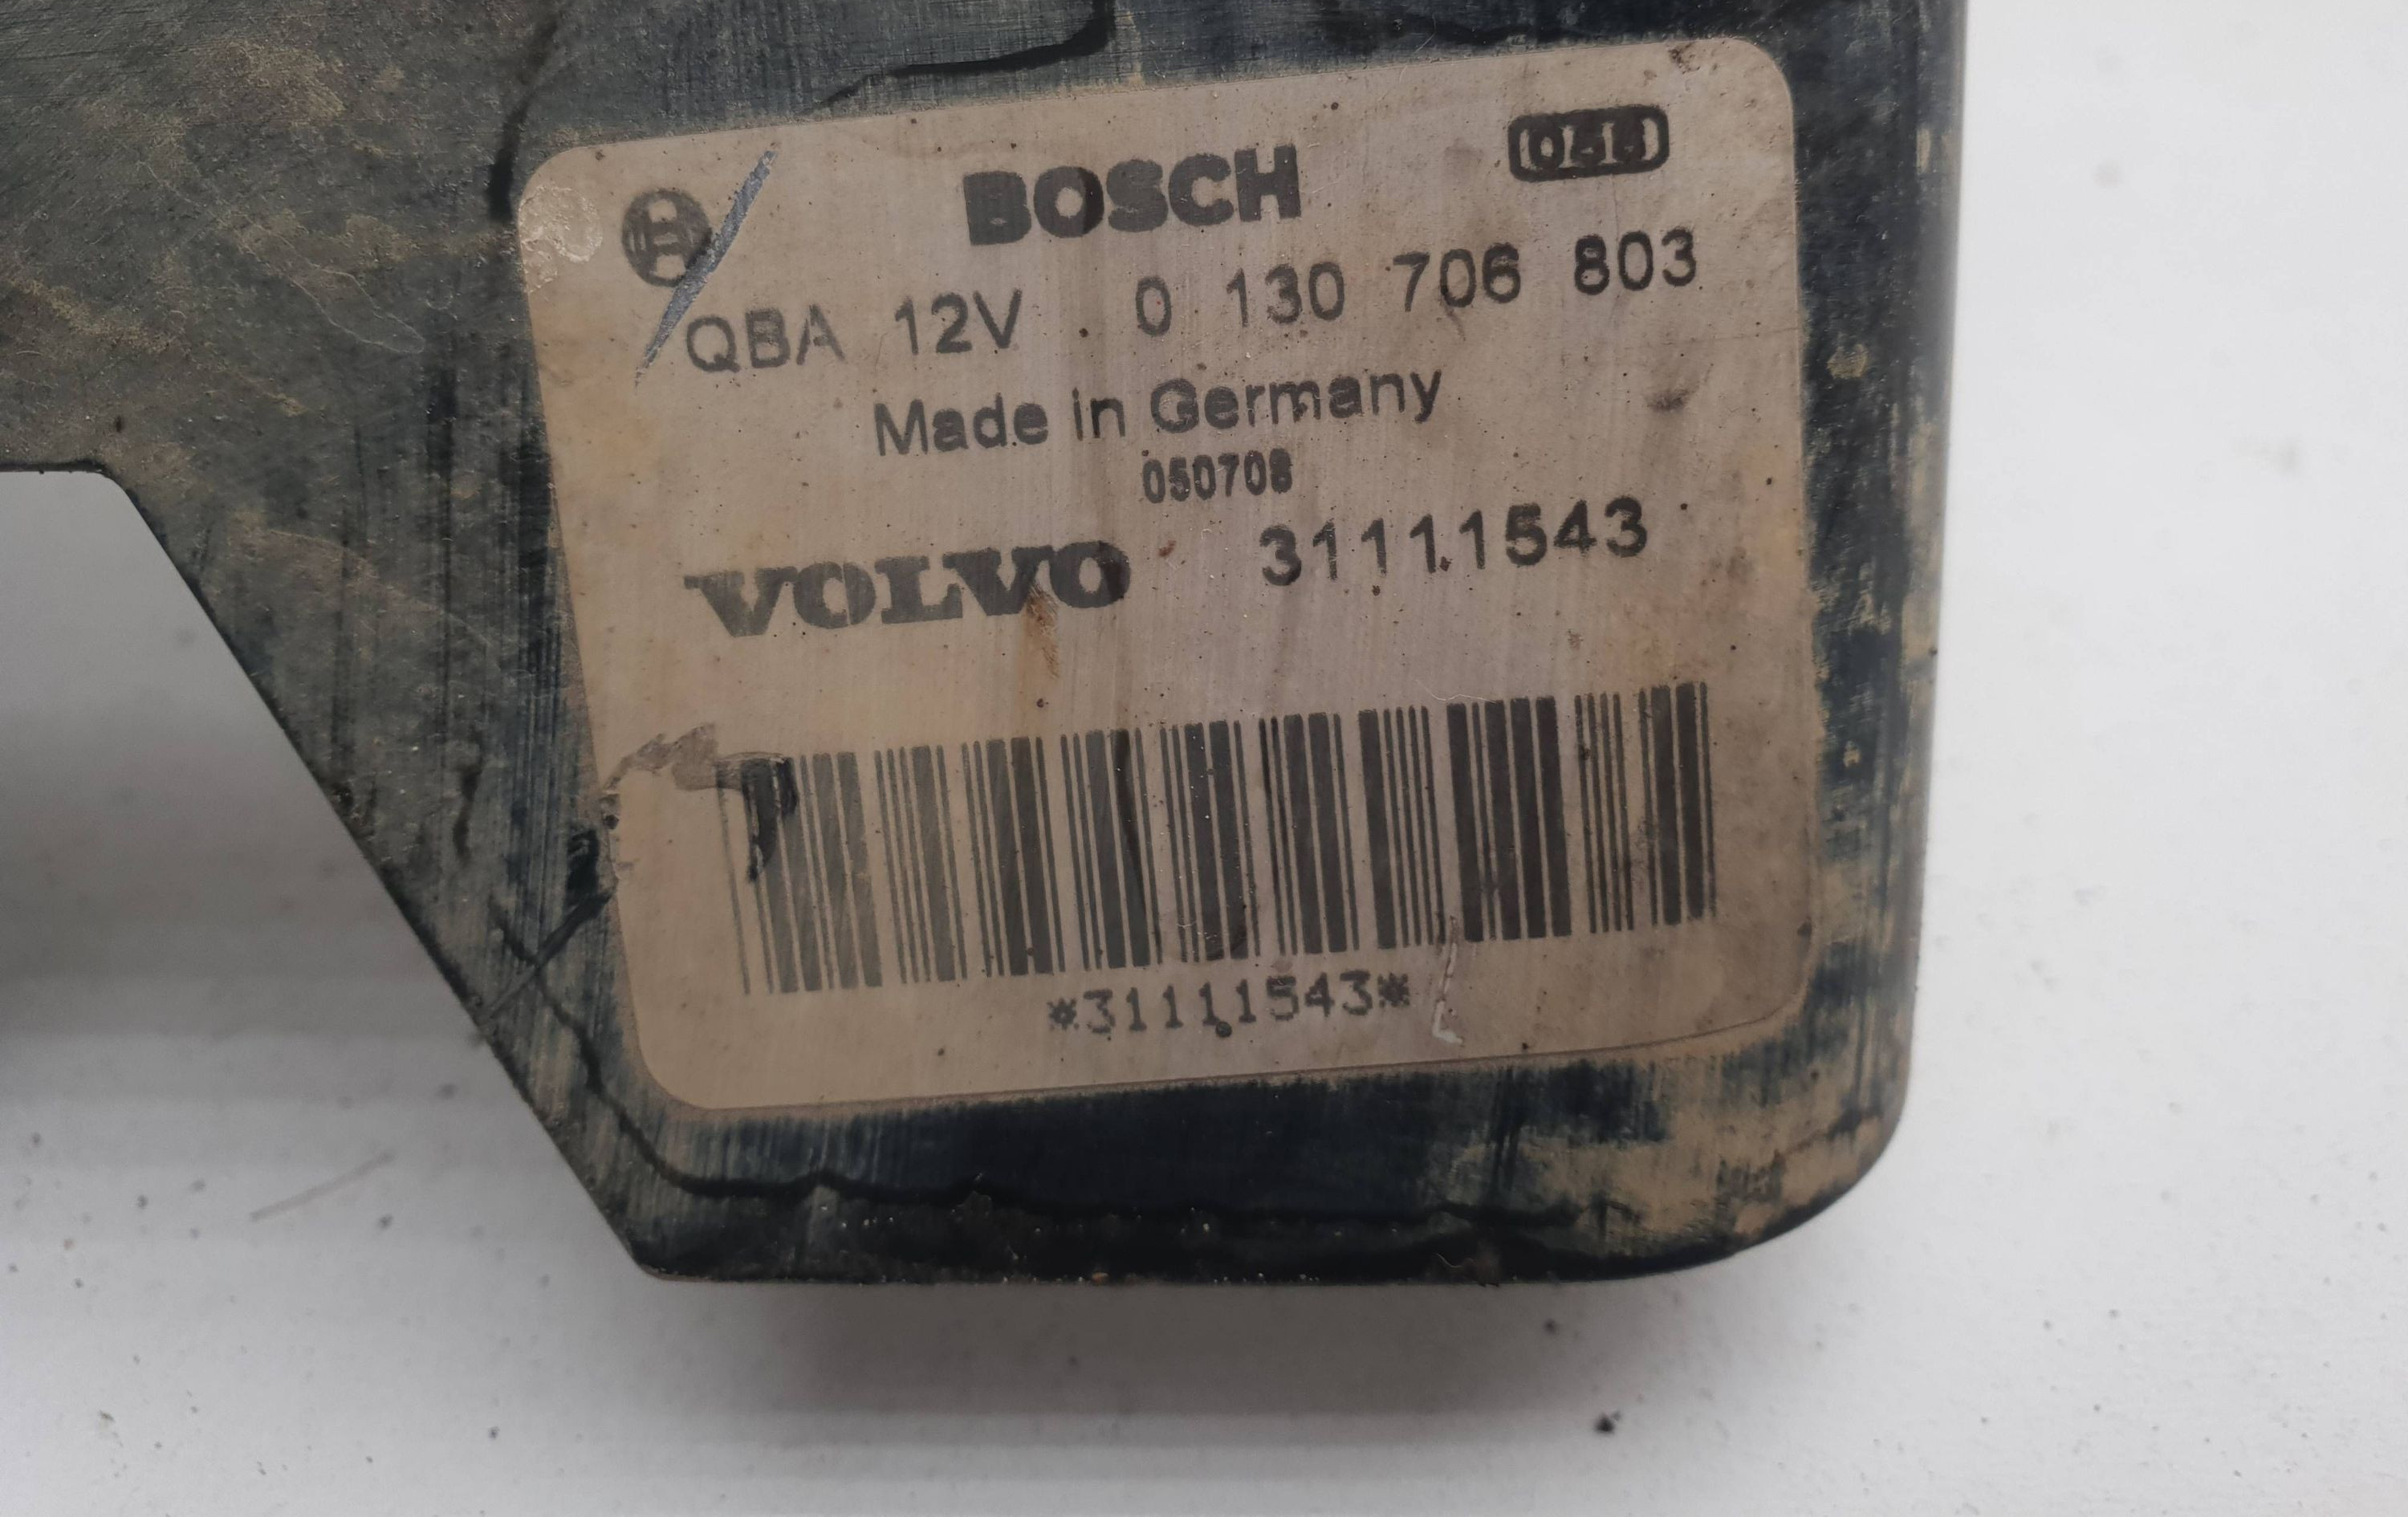 BOSCH
QBA 12V 0 130 706 803
Made in Germany
050708
VOLVO 31111543
*31111543*